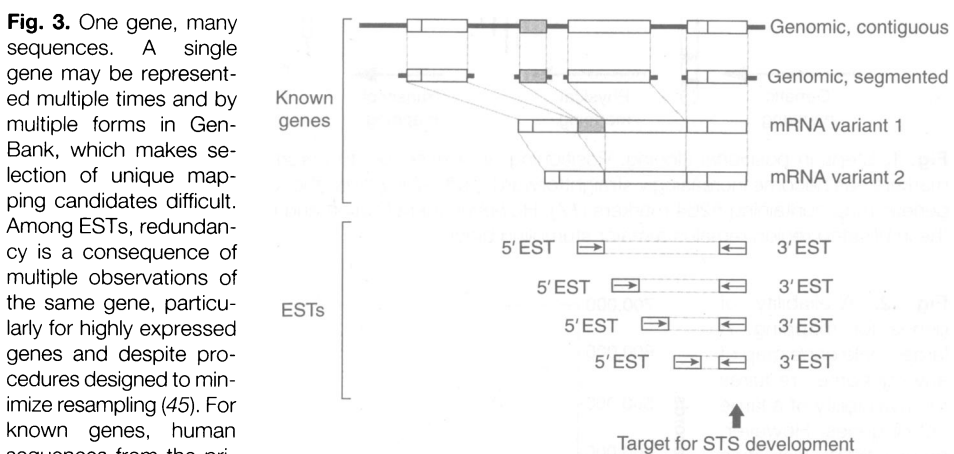 Fig. 3. One gene, many
sequences. A single
gene may be represent-
ed multiple times and by
multiple forms in Gen-
Bank, which makes se-
lection of unique map-
ping candidates difficult.
Among ESTs, redundan-
cy is a consequence of
multiple observations of
the same gene, particu-
larly for highly expressed
genes and despite pro-
cedures designed to min-
imize resampling (45). For
known genes, human
Genomic, contiguous
Genomic, segmented
Known
genes
mRNA variant 1
mRNA variant 2
ESTs
5′ EST 3′ EST
5′ EST 3′ EST
5′ EST 3′ EST
5′ EST 3′ EST
Target for STS development